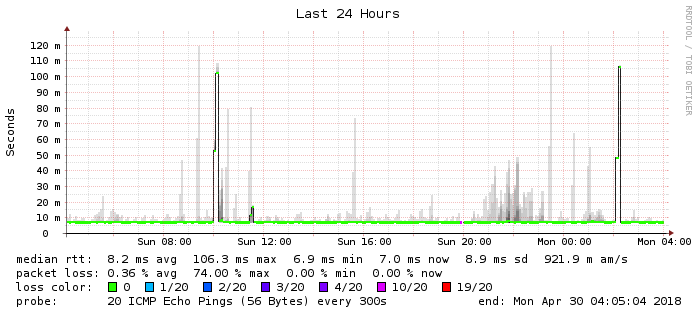 Last 24 Hours
RRDTOOL / TOBI OETIKER
Seconds
120 m
110 m
100 m
90 m
80 m
70 m
60 m
50 m
40 m
30 m
20 m
10 m
0
Sun 08:00 Sun 12:00 Sun 16:00 Sun 20:00 Mon 00:00 Mon 04:00
median rtt: 8.2 ms avg 106.3 ms max 6.9 ms min 7.0 ms now 8.9 ms sd 921.9 m am/s
packet loss: 0.36 % avg 74.00 % max 0.00 % min 0.00 % now
loss color: 0 1/20 2/20 3/20 4/20 10/20 19/20
probe: 20 ICMP Echo Pings (56 Bytes) every 300s end: Mon Apr 30 04:05:04 2018